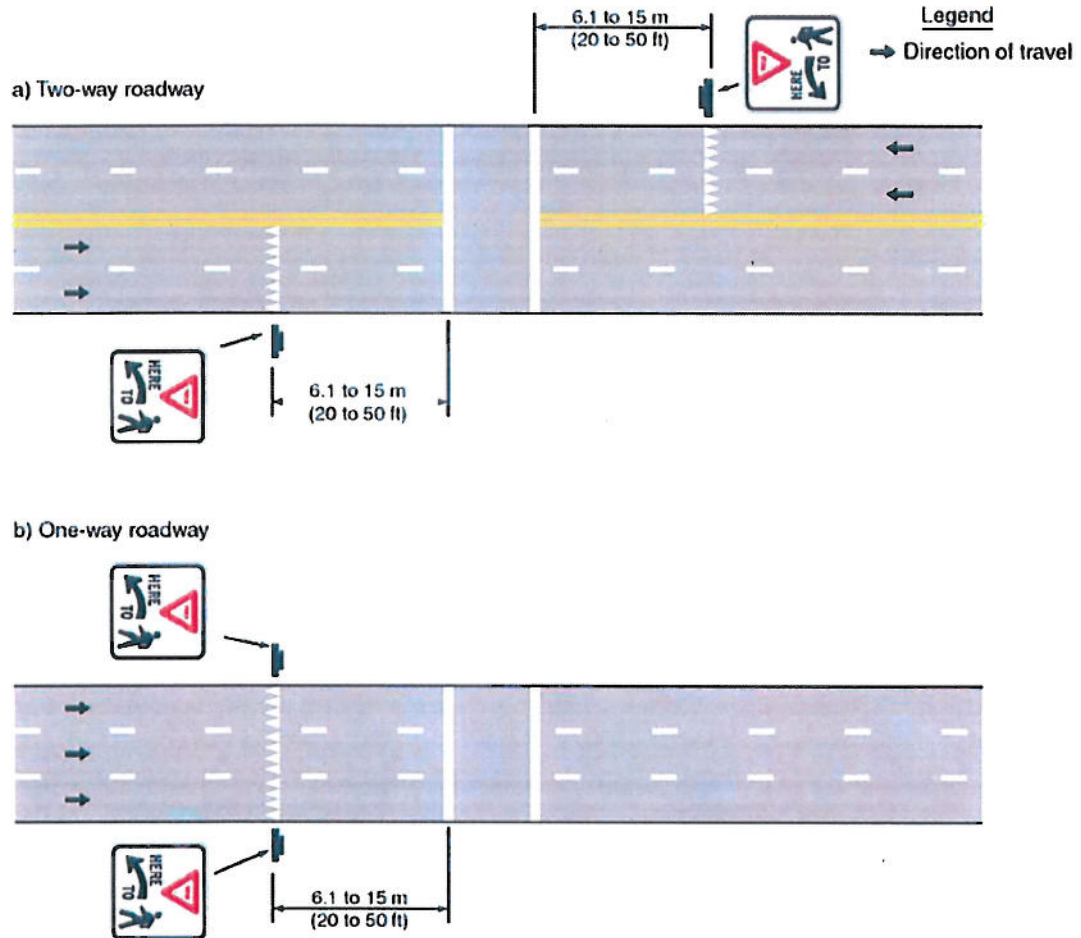 6.1 to 15 m
(20 to 50 ft)
HERE
TO
Legend
Direction of travel
a) Two-way roadway
HERE
TO
6.1 to 15 m
(20 to 50 ft)
b) One-way roadway
HERE
TO
HERE
TO
6.1 to 15 m
(20 to 50 ft)